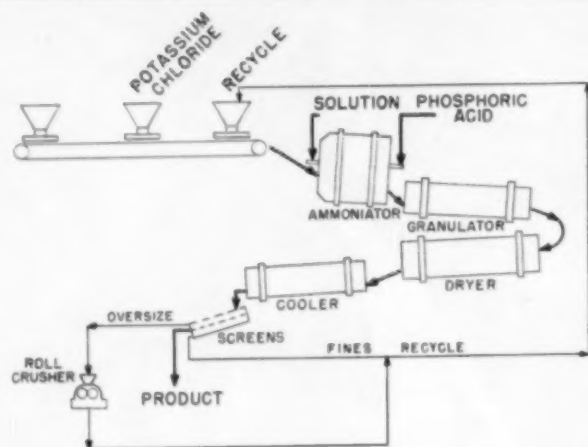 POTASSIUM
CHLORIDE
RECYCLE
SOLUTION
PHOSPHORIC
ACID
AMMONIATOR
GRANULATOR
DRYER
COOLER
OVERSIZE
SCREENS
FINES RECYCLE
ROLL
CRUSHER
PRODUCT